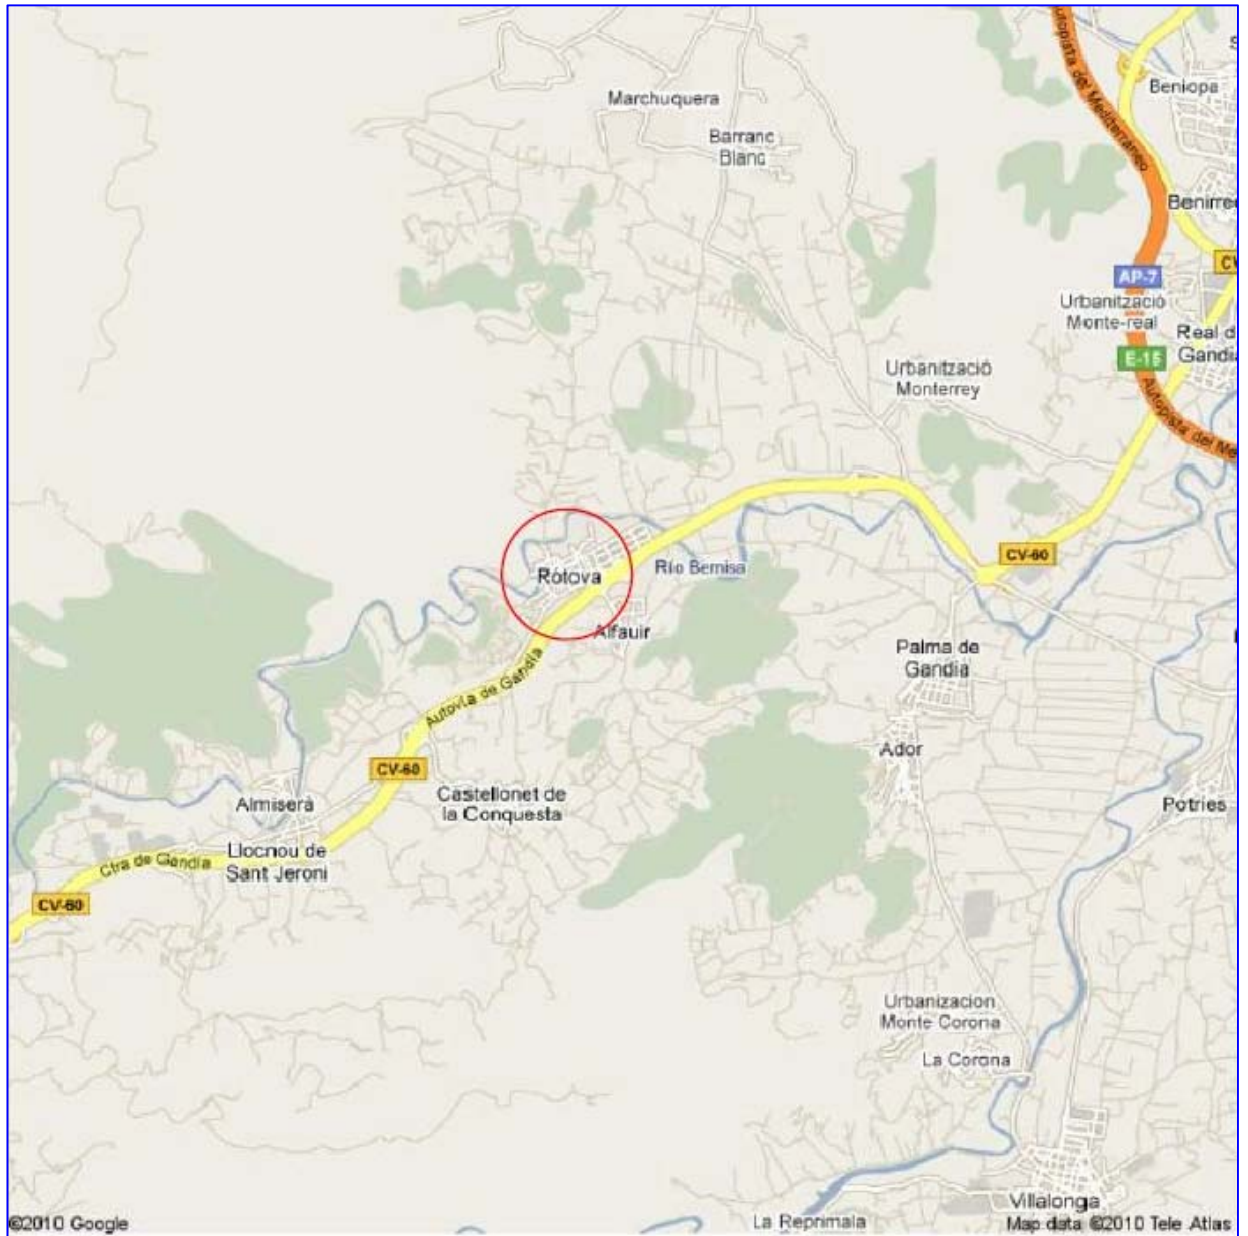 Autopista del Mediterraneo
Beniopa
Marchuquera
Barranc
Blanc
AP-7
Urbanització
Monte-real
Real d
Gandia
E-15
Autopista del Me
Urbanització
Monterrey
CV-60
Rótova
Río Bernisa
Alfauir
Palma de
Gandia
Autovía de Gandía
Ador
CV-60
Castellonet de
la Conquesta
Almiserà
Potries
Llocnou de
Sant Jeroni
Ctra de Gandia
CV-60
Urbanizacion
Monte Corona
La Corona
Villalonga
La Reprimala
©2010 Google
Map data ©2010 Tele Atlas